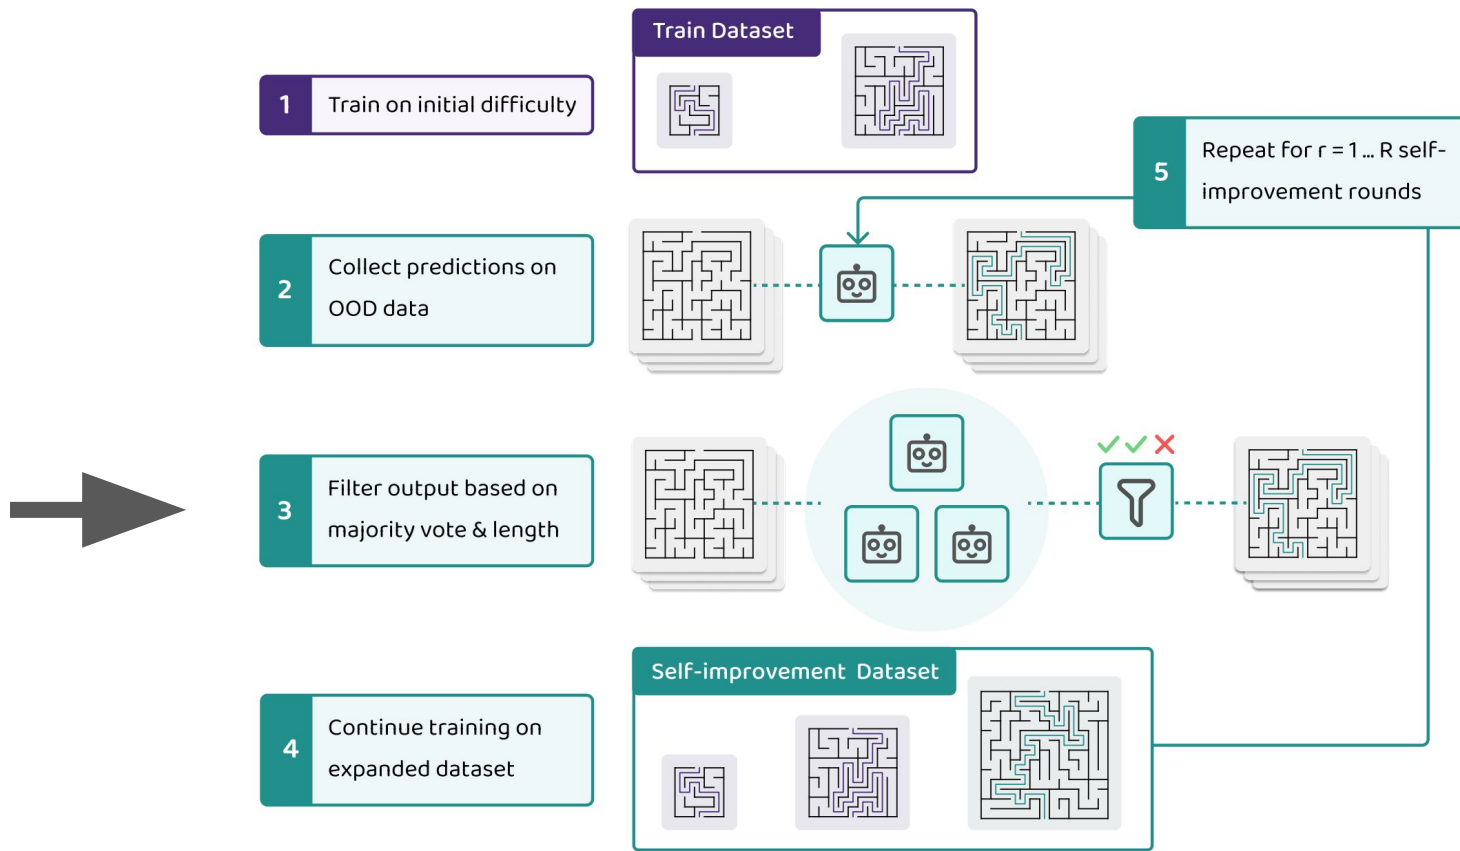 Train Dataset
1
Train on initial difficulty
5
Repeat for r = 1 ... R self-
improvement rounds
2
Collect predictions on
OOD data
3
Filter output based on
majority vote & length
Self-improvement Dataset
4
Continue training on
expanded dataset